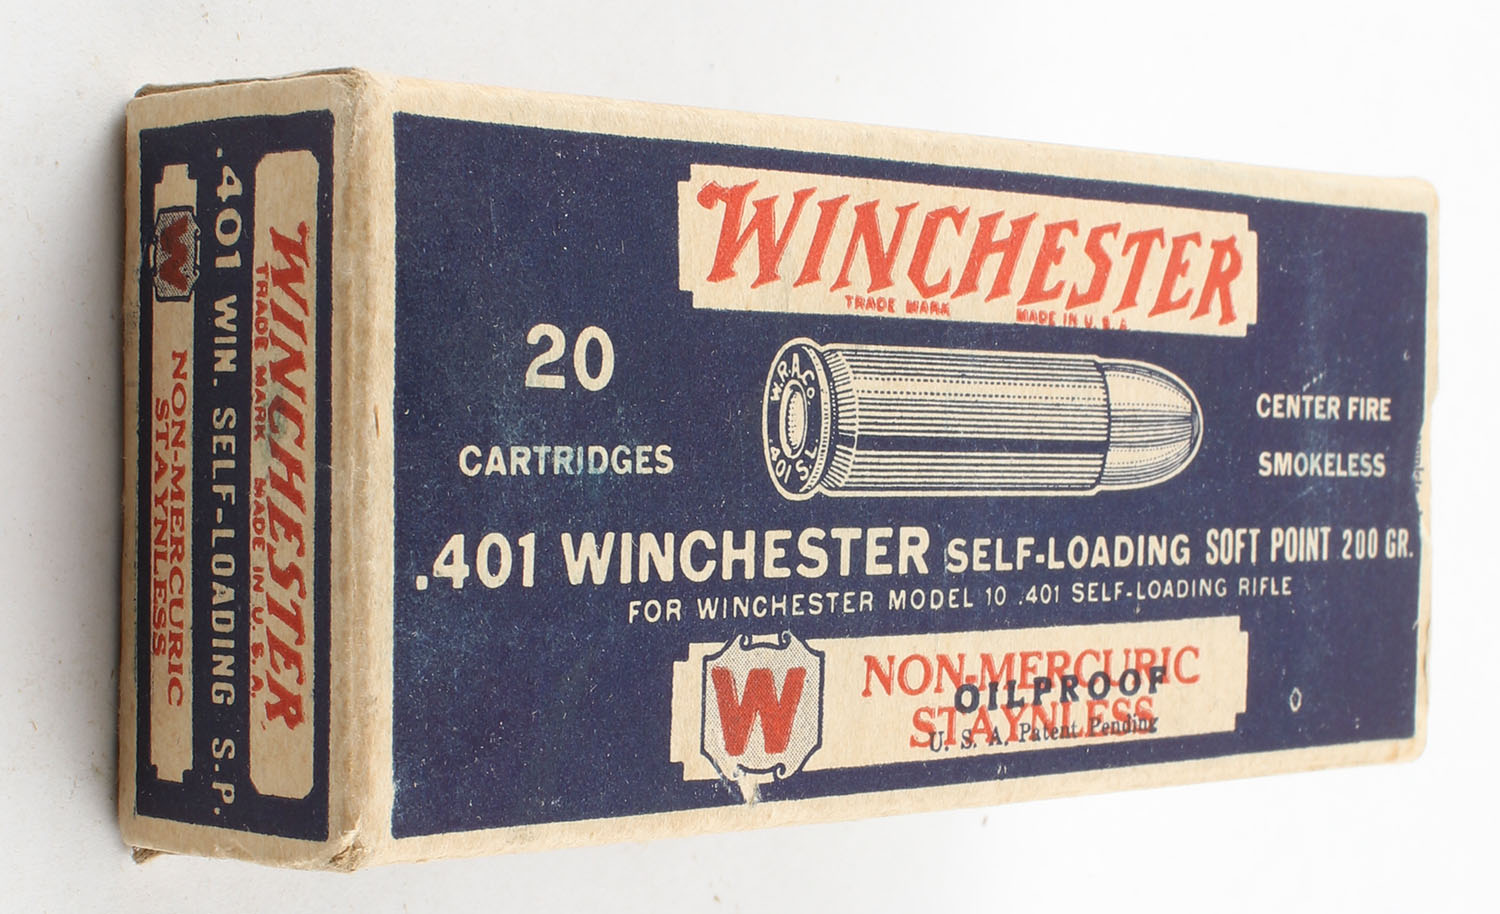 WINCHESTER
TRADE MARK
MADE IN U.S.A.
20
CARTRIDGES
W.R.A.Co
.401 S.L.
CENTER FIRE
SMOKELESS
.401 WINCHESTER SELF-LOADING SOFT POINT 200 GR.
FOR WINCHESTER MODEL 10 .401 SELF-LOADING RIFLE
W
NON-MERCURIC
STAYNLESS
OILPROOF
U. S. A. Patent Pending
WINCHESTER
TRADE MARK MADE IN U.S.A.
.401 WIN. SELF-LOADING S.P.
W
NON-MERCURIC
STAYNLESS